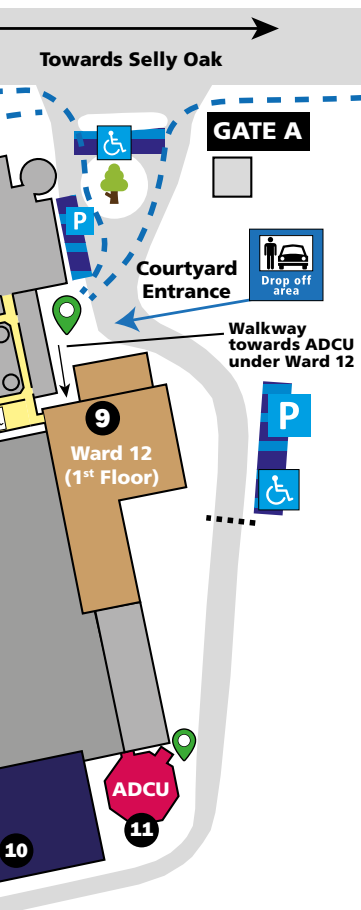 Towards Selly Oak
GATE A
P
Courtyard
Entrance
Drop off
area
Walkway
towards ADCU
under Ward 12
P
9
Ward 12
(1st Floor)
ADCU
11
10